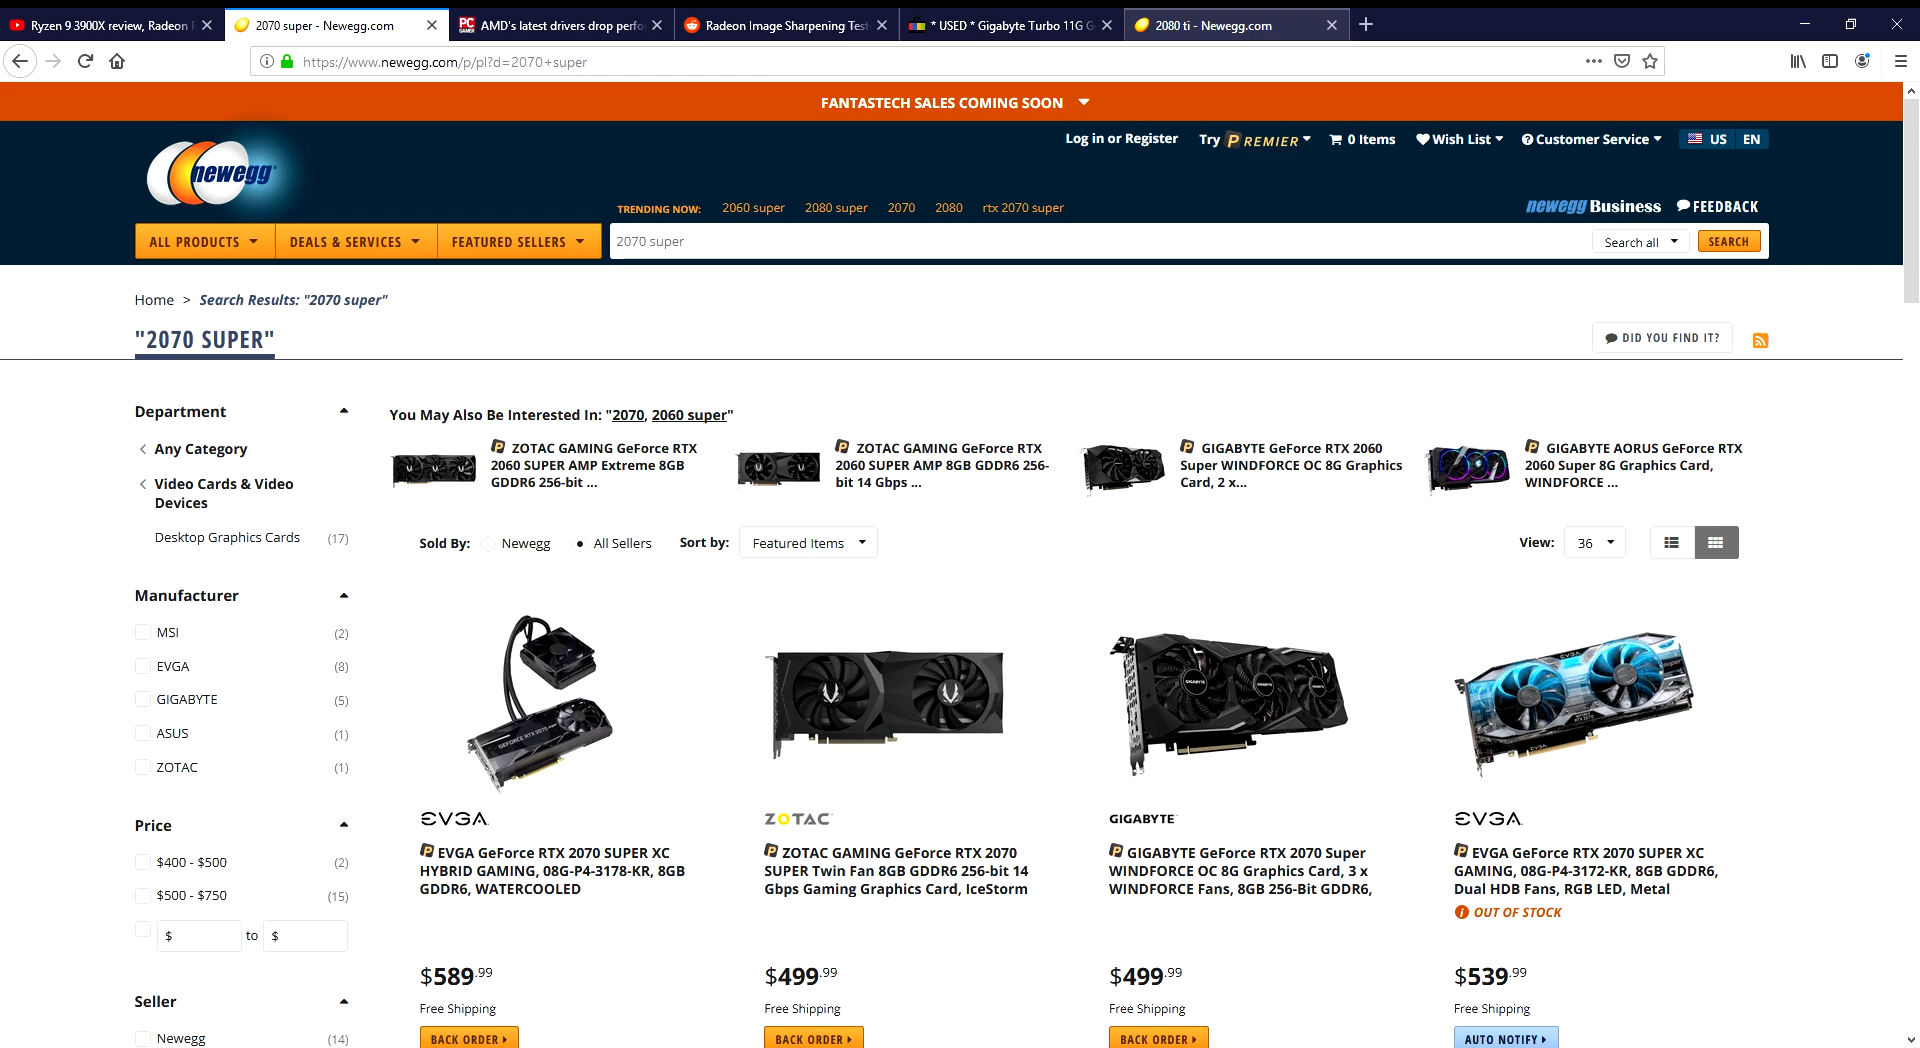 Ryzen 9 3900X review, Radeon
2070 super - Newegg.com
AMD's latest drivers drop perfo
Radeon Image Sharpening Test
* USED * Gigabyte Turbo 11G G
2080 ti - Newegg.com
https://www.newegg.com/p/pl?d=2070+super
FANTASTECH SALES COMING SOON
Log in or Register
Try PREMIER
0 Items
Wish List
Customer Service
US
EN
newegg
TRENDING NOW:
2060 super
2080 super
2070
2080
rtx 2070 super
newegg Business
FEEDBACK
ALL PRODUCTS
DEALS & SERVICES
FEATURED SELLERS
2070 super
Search all
SEARCH
Home > Search Results: "2070 super"
"2070 SUPER"
DID YOU FIND IT?
Department
Any Category
Video Cards & Video
Devices
Desktop Graphics Cards (17)
Manufacturer
MSI (2)
EVGA (8)
GIGABYTE (5)
ASUS (1)
ZOTAC (1)
Price
$400 - $500 (2)
$500 - $750 (15)
$ to $
Seller
Newegg (14)
You May Also Be Interested In: "2070, 2060 super"
ZOTAC GAMING GeForce RTX
2060 SUPER AMP Extreme 8GB
GDDR6 256-bit ...
ZOTAC GAMING GeForce RTX
2060 SUPER AMP 8GB GDDR6 256-
bit 14 Gbps ...
GIGABYTE GeForce RTX 2060
Super WINDFORCE OC 8G Graphics
Card, 2 x...
GIGABYTE AORUS GeForce RTX
2060 Super 8G Graphics Card,
WINDFORCE ...
Sold By:
Newegg
All Sellers
Sort by:
Featured Items
View:
36
EVGA
EVGA GeForce RTX 2070 SUPER XC
HYBRID GAMING, 08G-P4-3178-KR, 8GB
GDDR6, WATERCOOLED
$589.99
Free Shipping
BACK ORDER
ZOTAC
ZOTAC GAMING GeForce RTX 2070
SUPER Twin Fan 8GB GDDR6 256-bit 14
Gbps Gaming Graphics Card, IceStorm
$499.99
Free Shipping
BACK ORDER
GIGABYTE
GIGABYTE GeForce RTX 2070 Super
WINDFORCE OC 8G Graphics Card, 3 x
WINDFORCE Fans, 8GB 256-Bit GDDR6,
$499.99
Free Shipping
BACK ORDER
EVGA
EVGA GeForce RTX 2070 SUPER XC
GAMING, 08G-P4-3172-KR, 8GB GDDR6,
Dual HDB Fans, RGB LED, Metal
OUT OF STOCK
$539.99
Free Shipping
AUTO NOTIFY